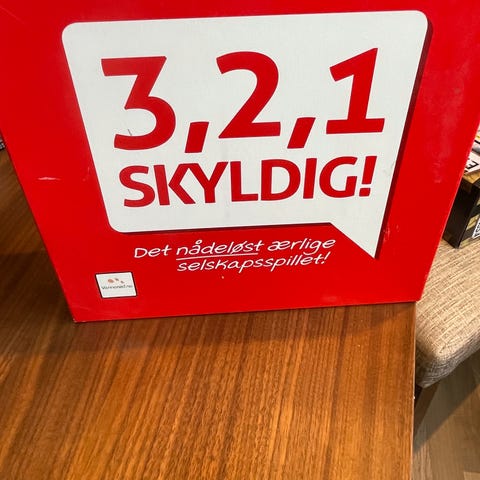 3,2,1
SKYLDIG!
Det nådeløst ærlige
selskapsspillet!